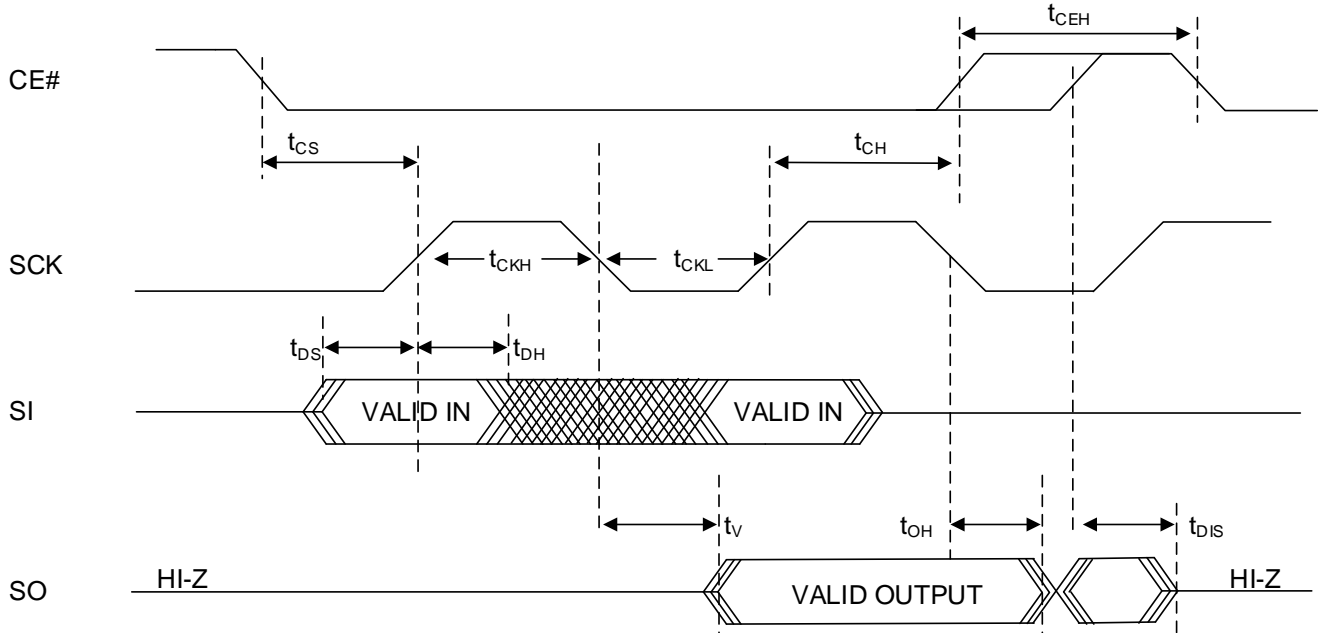 tCEH
CE#
tCS
tCH
SCK
tCKH
tCKL
tDS
tDH
SI
VALID IN
VALID IN
tV
tOH
tDIS
SO
HI-Z
VALID OUTPUT
HI-Z